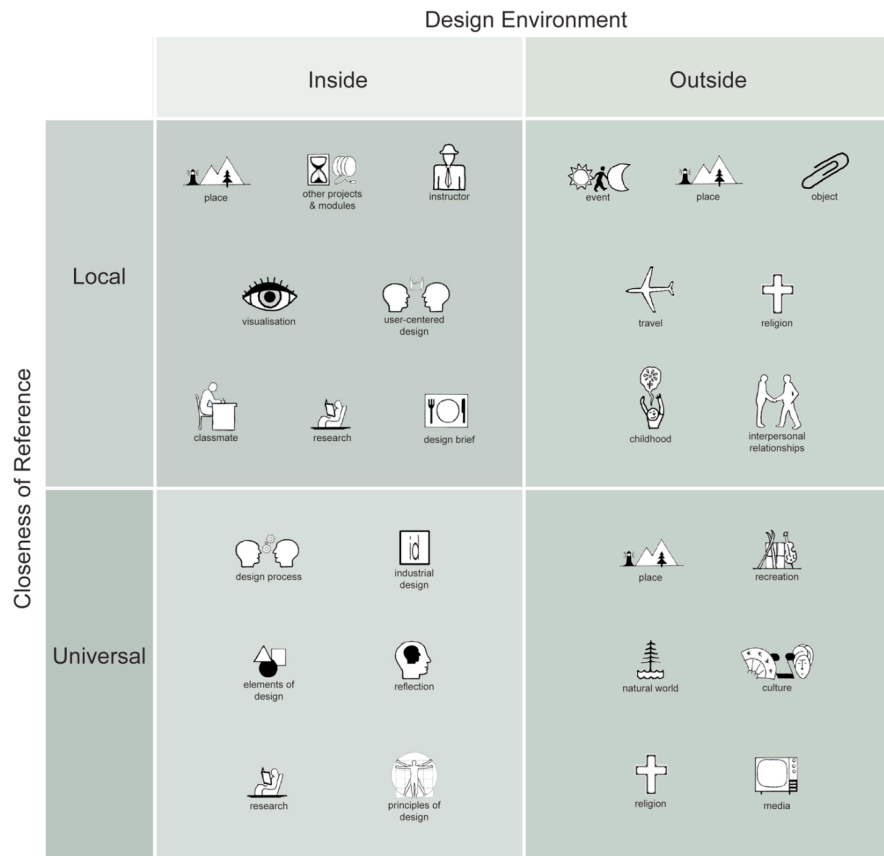 Design Environment
Inside
Outside
Closeness of Reference
Local
place
other projects
& modules
instructor
visualisation
user-centered
design
classmate
research
design brief
event
place
object
travel
religion
childhood
interpersonal
relationships
Universal
design process
id
industrial
design
elements of
design
reflection
research
principles of
design
place
recreation
natural world
culture
religion
media